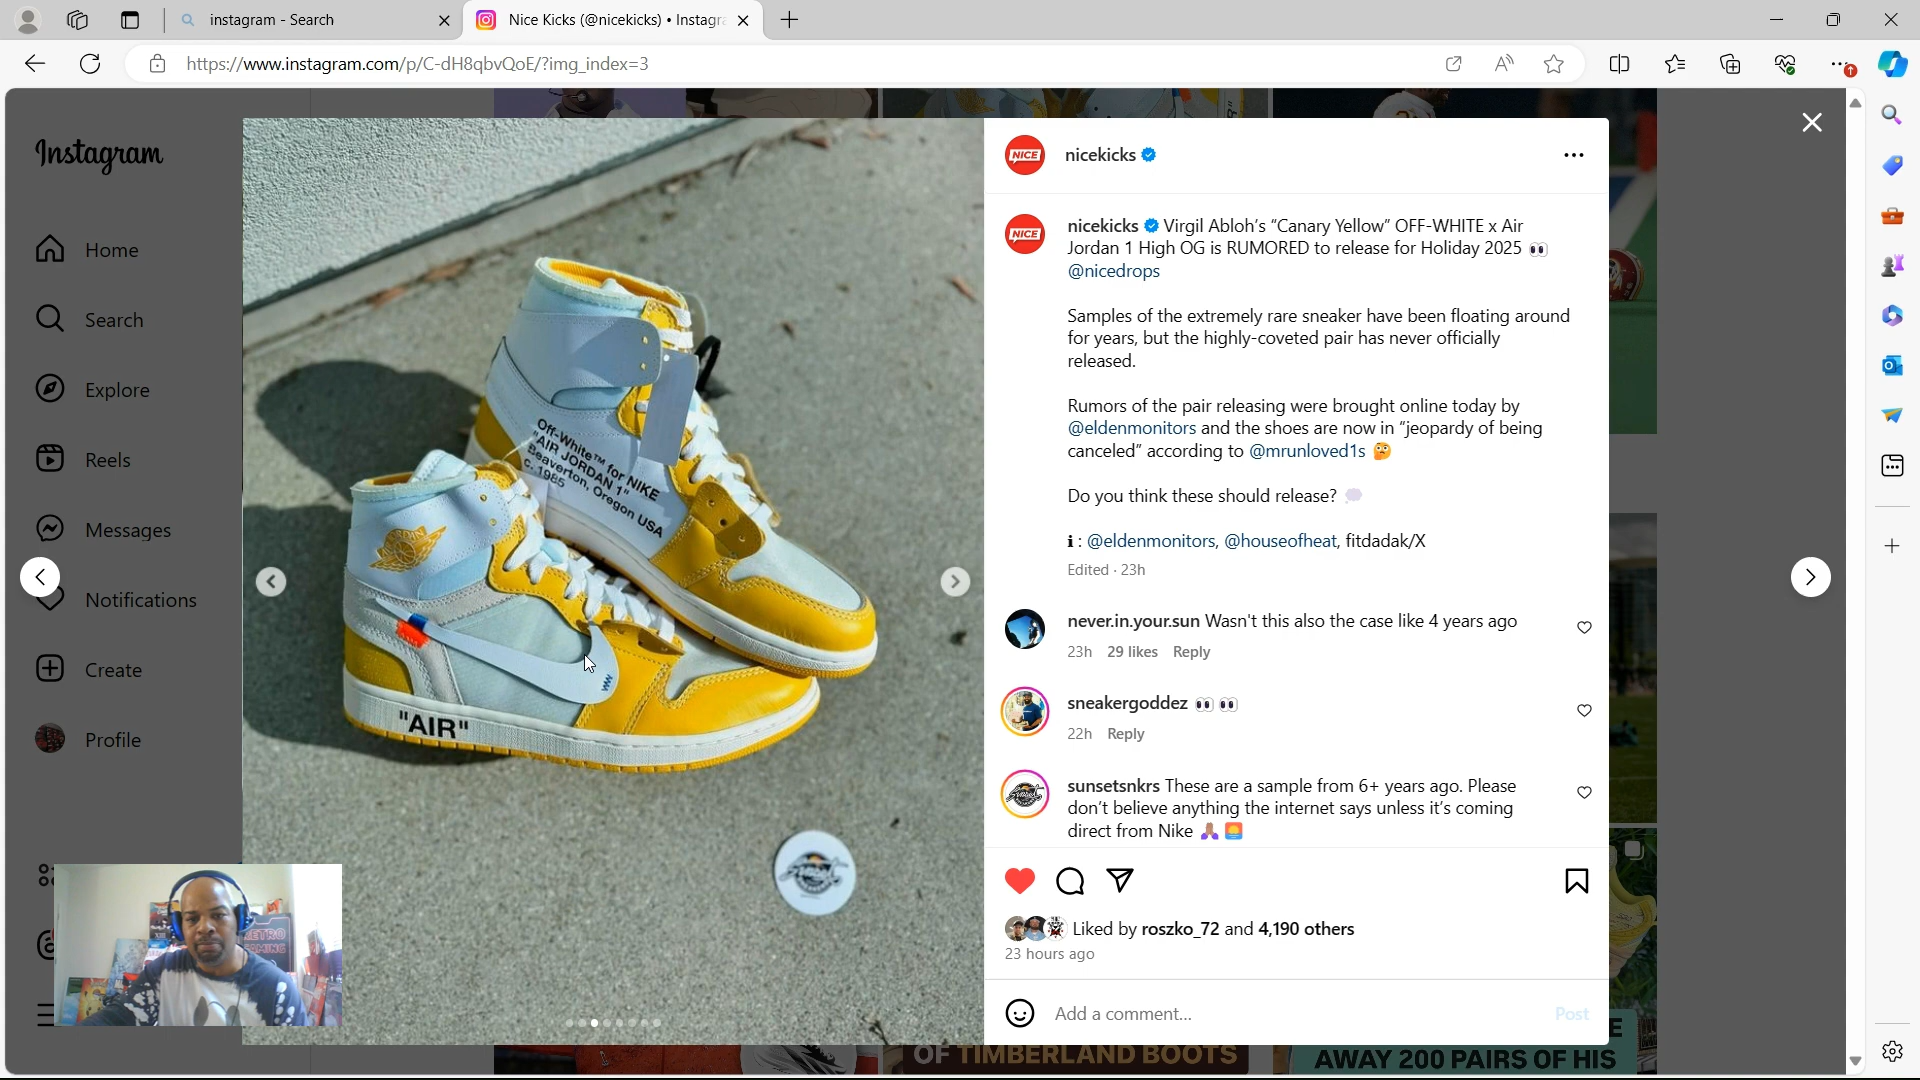 instagram - Search
Nice Kicks (@nicekicks) • Instagra
https://www.instagram.com/p/C-dH8qbvQoE/?img_index=3
Instagram
Home
Search
Explore
Reels
Messages
Notifications
Create
Profile
Off-White™ for NIKE
"AIR JORDAN 1"
Beaverton, Oregon USA
c. 1985
"AIR"
NICE
nicekicks
NICE
nicekicks Virgil Abloh's "Canary Yellow" OFF-WHITE x Air
Jordan 1 High OG is RUMORED to release for Holiday 2025 👀
@nicedrops
Samples of the extremely rare sneaker have been floating around
for years, but the highly-coveted pair has never officially
released.
Rumors of the pair releasing were brought online today by
@eldenmonitors and the shoes are now in "jeopardy of being
canceled" according to @mrunloved1s 🤔
Do you think these should release? 💭
ℹ : @eldenmonitors, @houseofheat, fitdadak/X
Edited · 23h
never.in.your.sun Wasn't this also the case like 4 years ago
23h 29 likes Reply
sneakergoddez 👀 👀
22h Reply
sunsetsnkrs These are a sample from 6+ years ago. Please
don't believe anything the internet says unless it's coming
direct from Nike 🙏🏽 🌅
Liked by roszko_72 and 4,190 others
23 hours ago
Add a comment...
Post
RETRO
GAMING
OF TIMBERLAND BOOTS
AWAY 200 PAIRS OF HIS